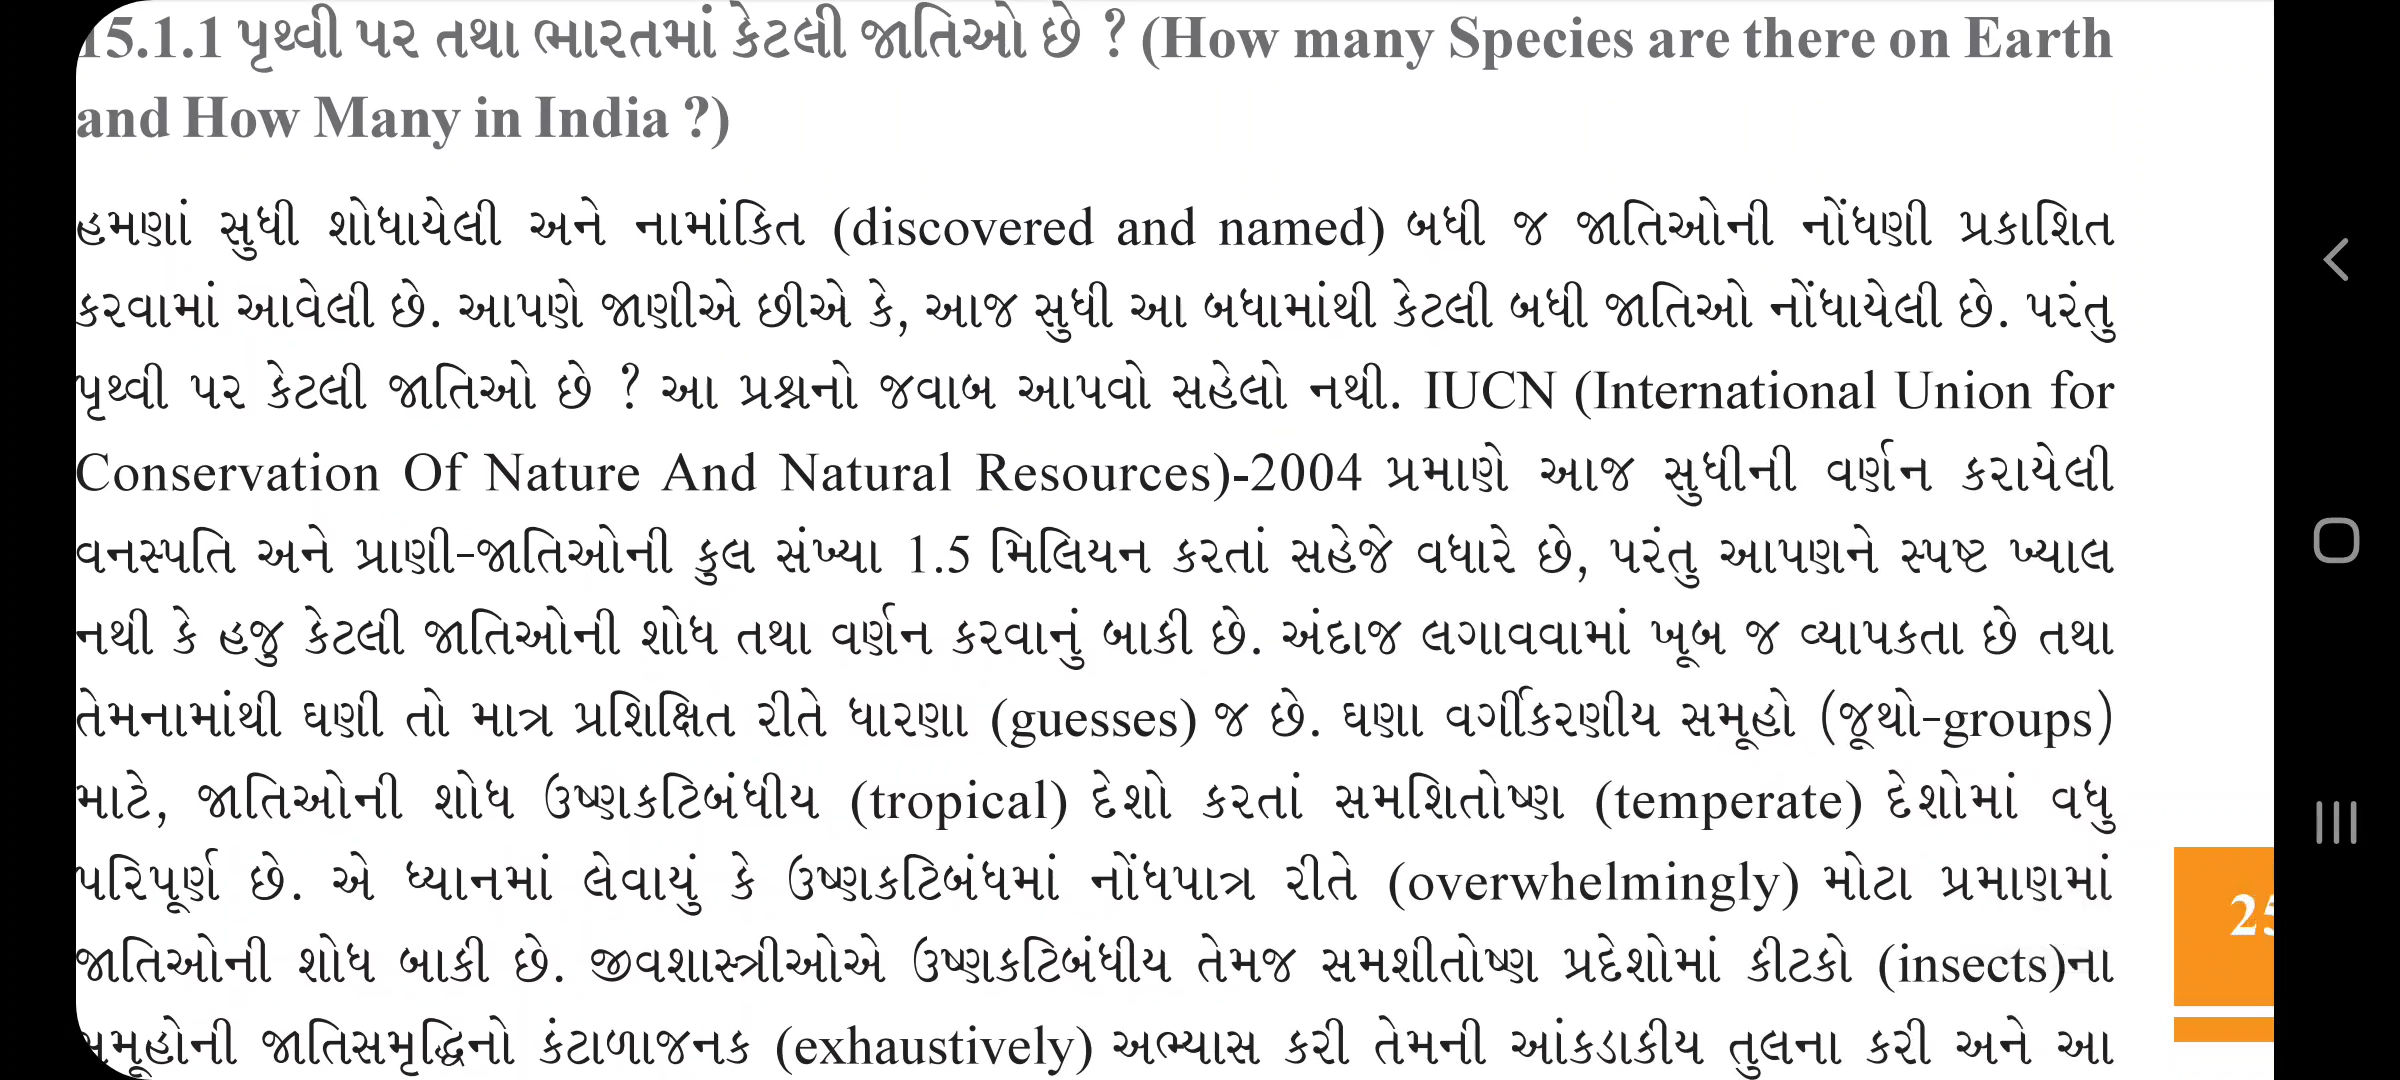 15.1.1 પૃથ્વી પર તથા ભારતમાં કેટલી જાતિઓ છે ? (How many Species are there on Earth
and How Many in India ?)
હમણાં સુધી શોધાયેલી અને નામાંકિત (discovered and named) બધી જ જાતિઓની નોંધણી પ્રકાશિત
કરવામાં આવેલી છે. આપણે જાણીએ છીએ કે, આજ સુધી આ બધામાંથી કેટલી બધી જાતિઓ નોંધાયેલી છે. પરંતુ
પૃથ્વી પર કેટલી જાતિઓ છે ? આ પ્રશ્નનો જવાબ આપવો સહેલો નથી. IUCN (International Union for
Conservation Of Nature And Natural Resources)-2004 પ્રમાણે આજ સુધીની વર્ણન કરાયેલી
વનસ્પતિ અને પ્રાણી-જાતિઓની કુલ સંખ્યા 1.5 મિલિયન કરતાં સહેજે વધારે છે, પરંતુ આપણને સ્પષ્ટ ખ્યાલ
નથી કે હજુ કેટલી જાતિઓની શોધ તથા વર્ણન કરવાનું બાકી છે. અંદાજ લગાવવામાં ખૂબ જ વ્યાપકતા છે તથા
તેમનામાંથી ઘણી તો માત્ર પ્રશિક્ષિત રીતે ધારણા (guesses) જ છે. ઘણા વર્ગીકરણીય સમૂહો (જૂથો-groups)
માટે, જાતિઓની શોધ ઉષ્ણકટિબંધીય (tropical) દેશો કરતાં સમશિતોષ્ણ (temperate) દેશોમાં વધુ
પરિપૂર્ણ છે. એ ધ્યાનમાં લેવાયું કે ઉષ્ણકટિબંધમાં નોંધપાત્ર રીતે (overwhelmingly) મોટા પ્રમાણમાં
જાતિઓની શોધ બાકી છે. જીવશાસ્ત્રીઓએ ઉષ્ણકટિબંધીય તેમજ સમશીતોષ્ણ પ્રદેશોમાં કીટકો (insects)ના
સમૂહોની જાતિસમૃદ્ધિનો કંટાળાજનક (exhaustively) અભ્યાસ કરી તેમની આંકડાકીય તુલના કરી અને આ